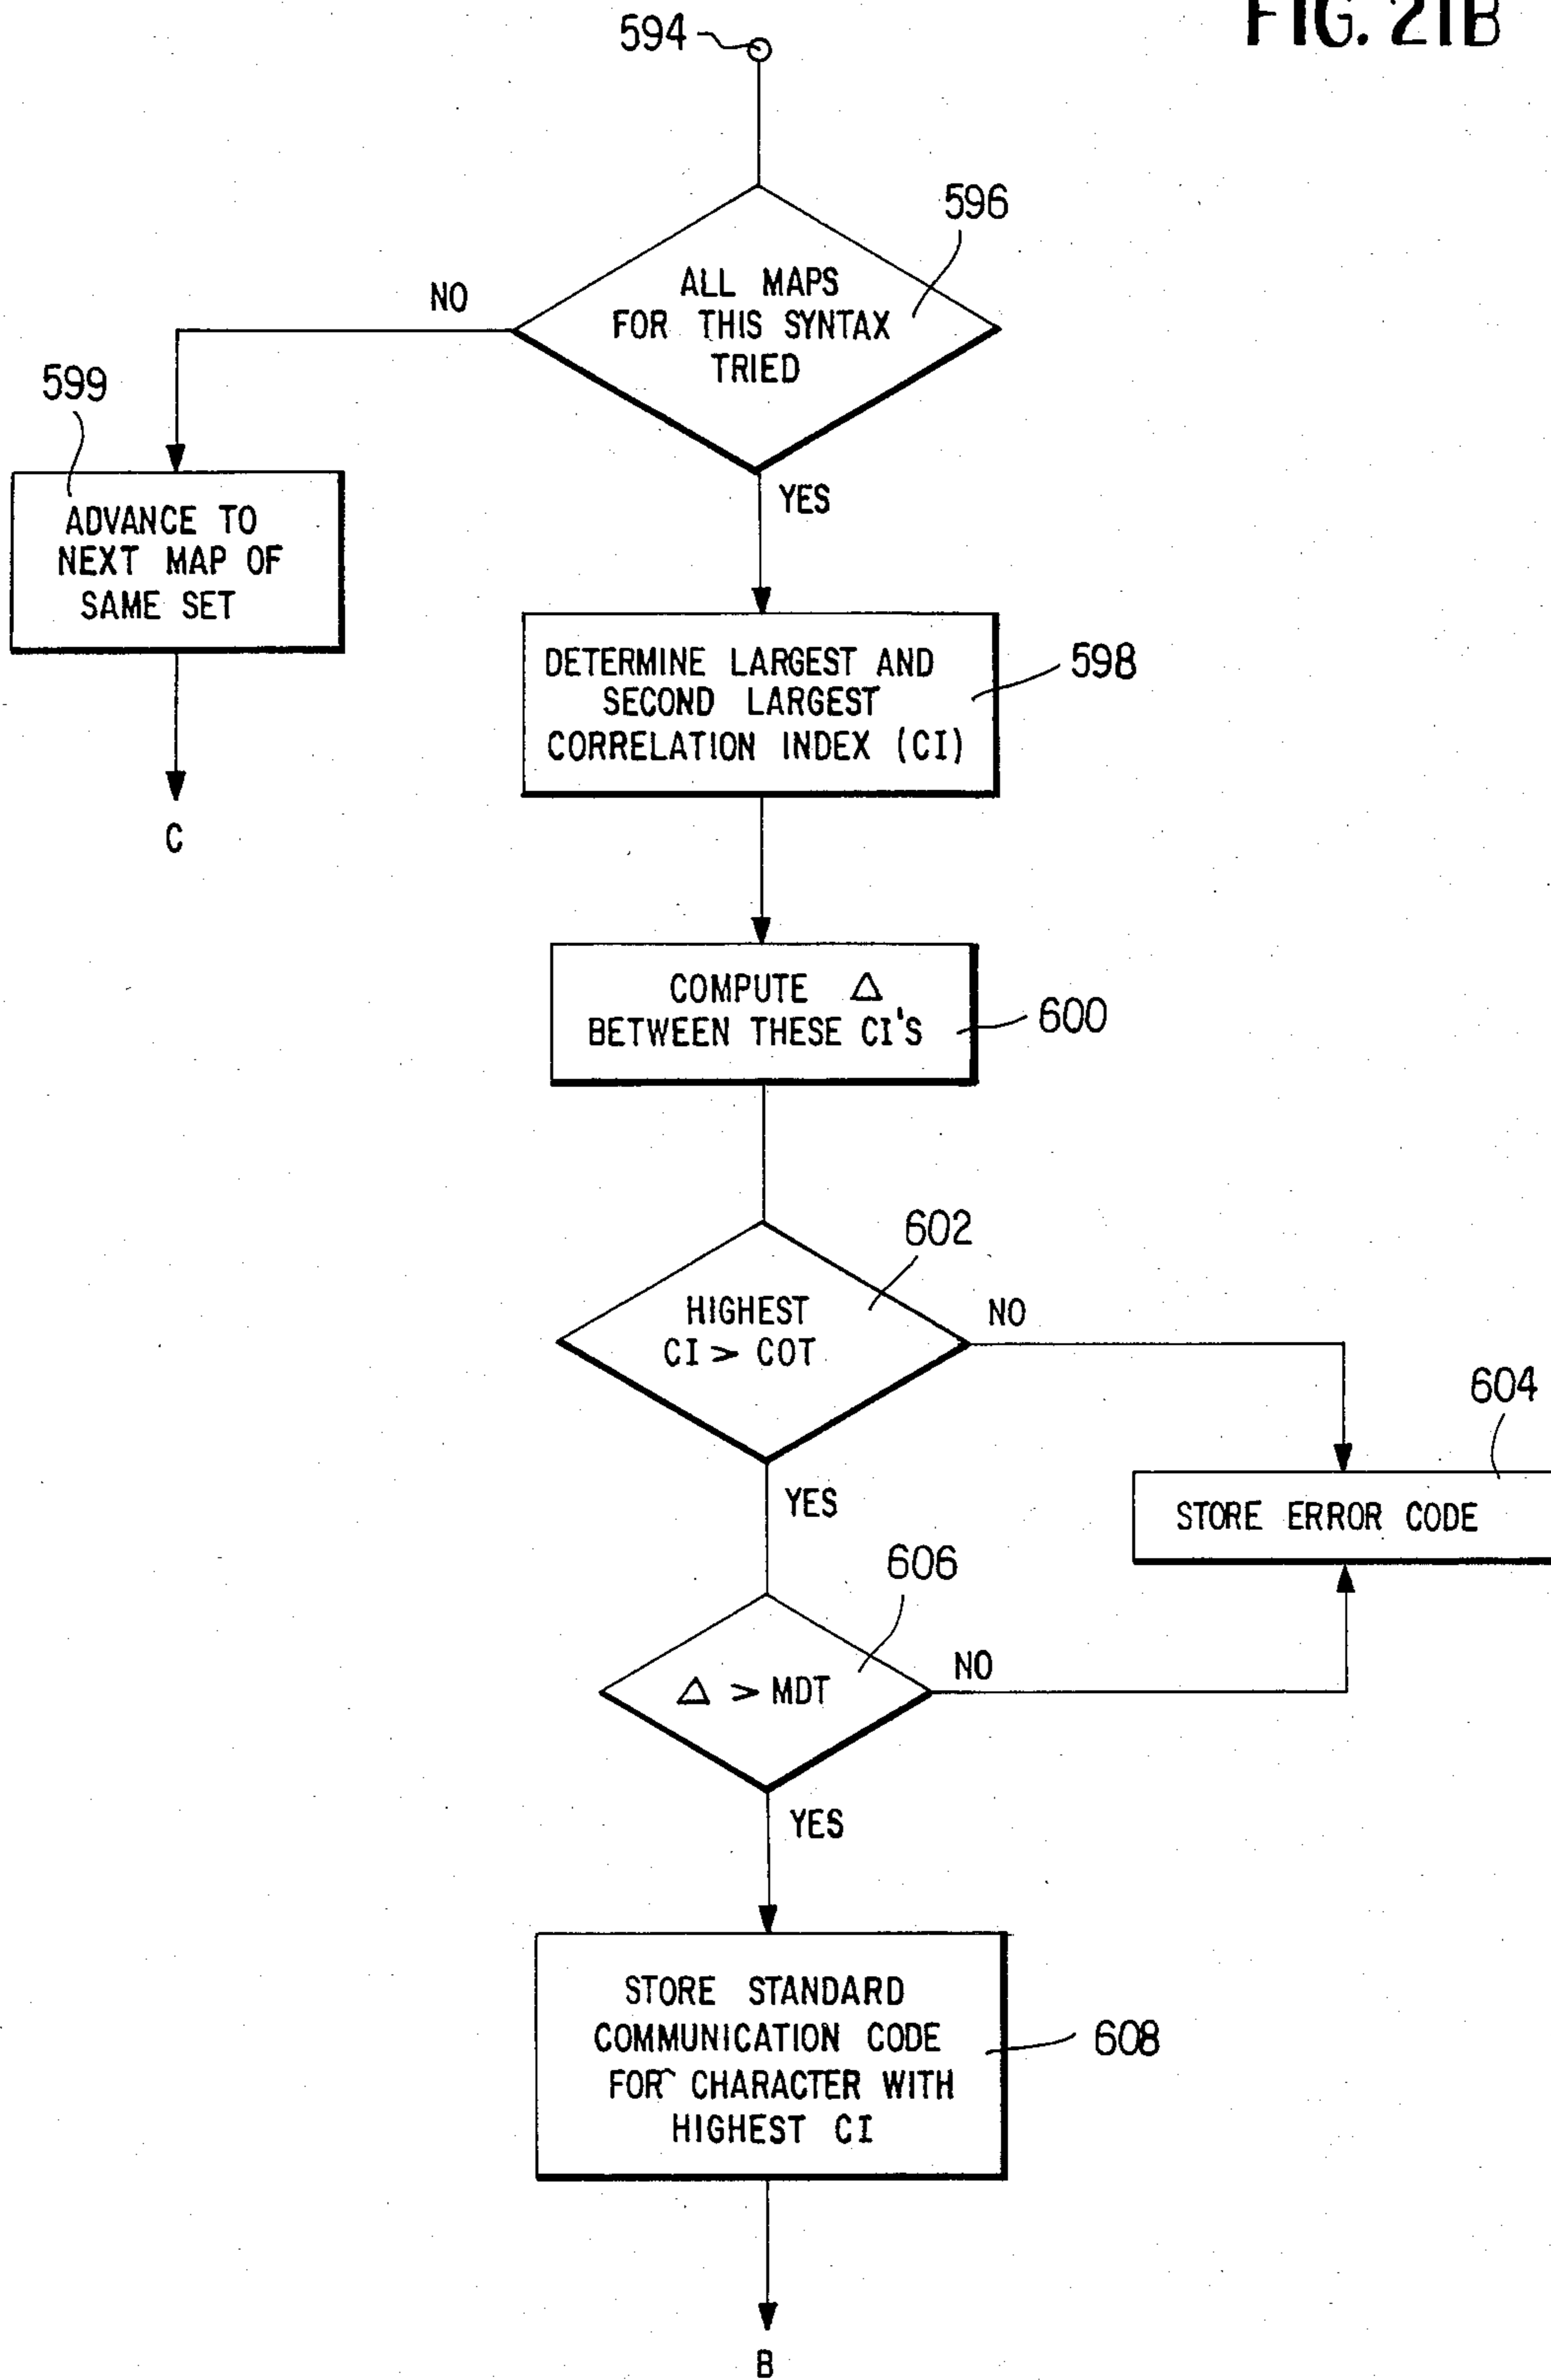 FIG. 21B
594
596
ALL MAPS
FOR THIS SYNTAX
TRIED
NO
YES
599
ADVANCE TO
NEXT MAP OF
SAME SET
C
DETERMINE LARGEST AND
SECOND LARGEST
CORRELATION INDEX (CI)
598
COMPUTE Δ
BETWEEN THESE CI'S
600
602
HIGHEST
CI > COT
NO
YES
604
STORE ERROR CODE
606
Δ > MDT
NO
YES
STORE STANDARD
COMMUNICATION CODE
FOR CHARACTER WITH
HIGHEST CI
608
B